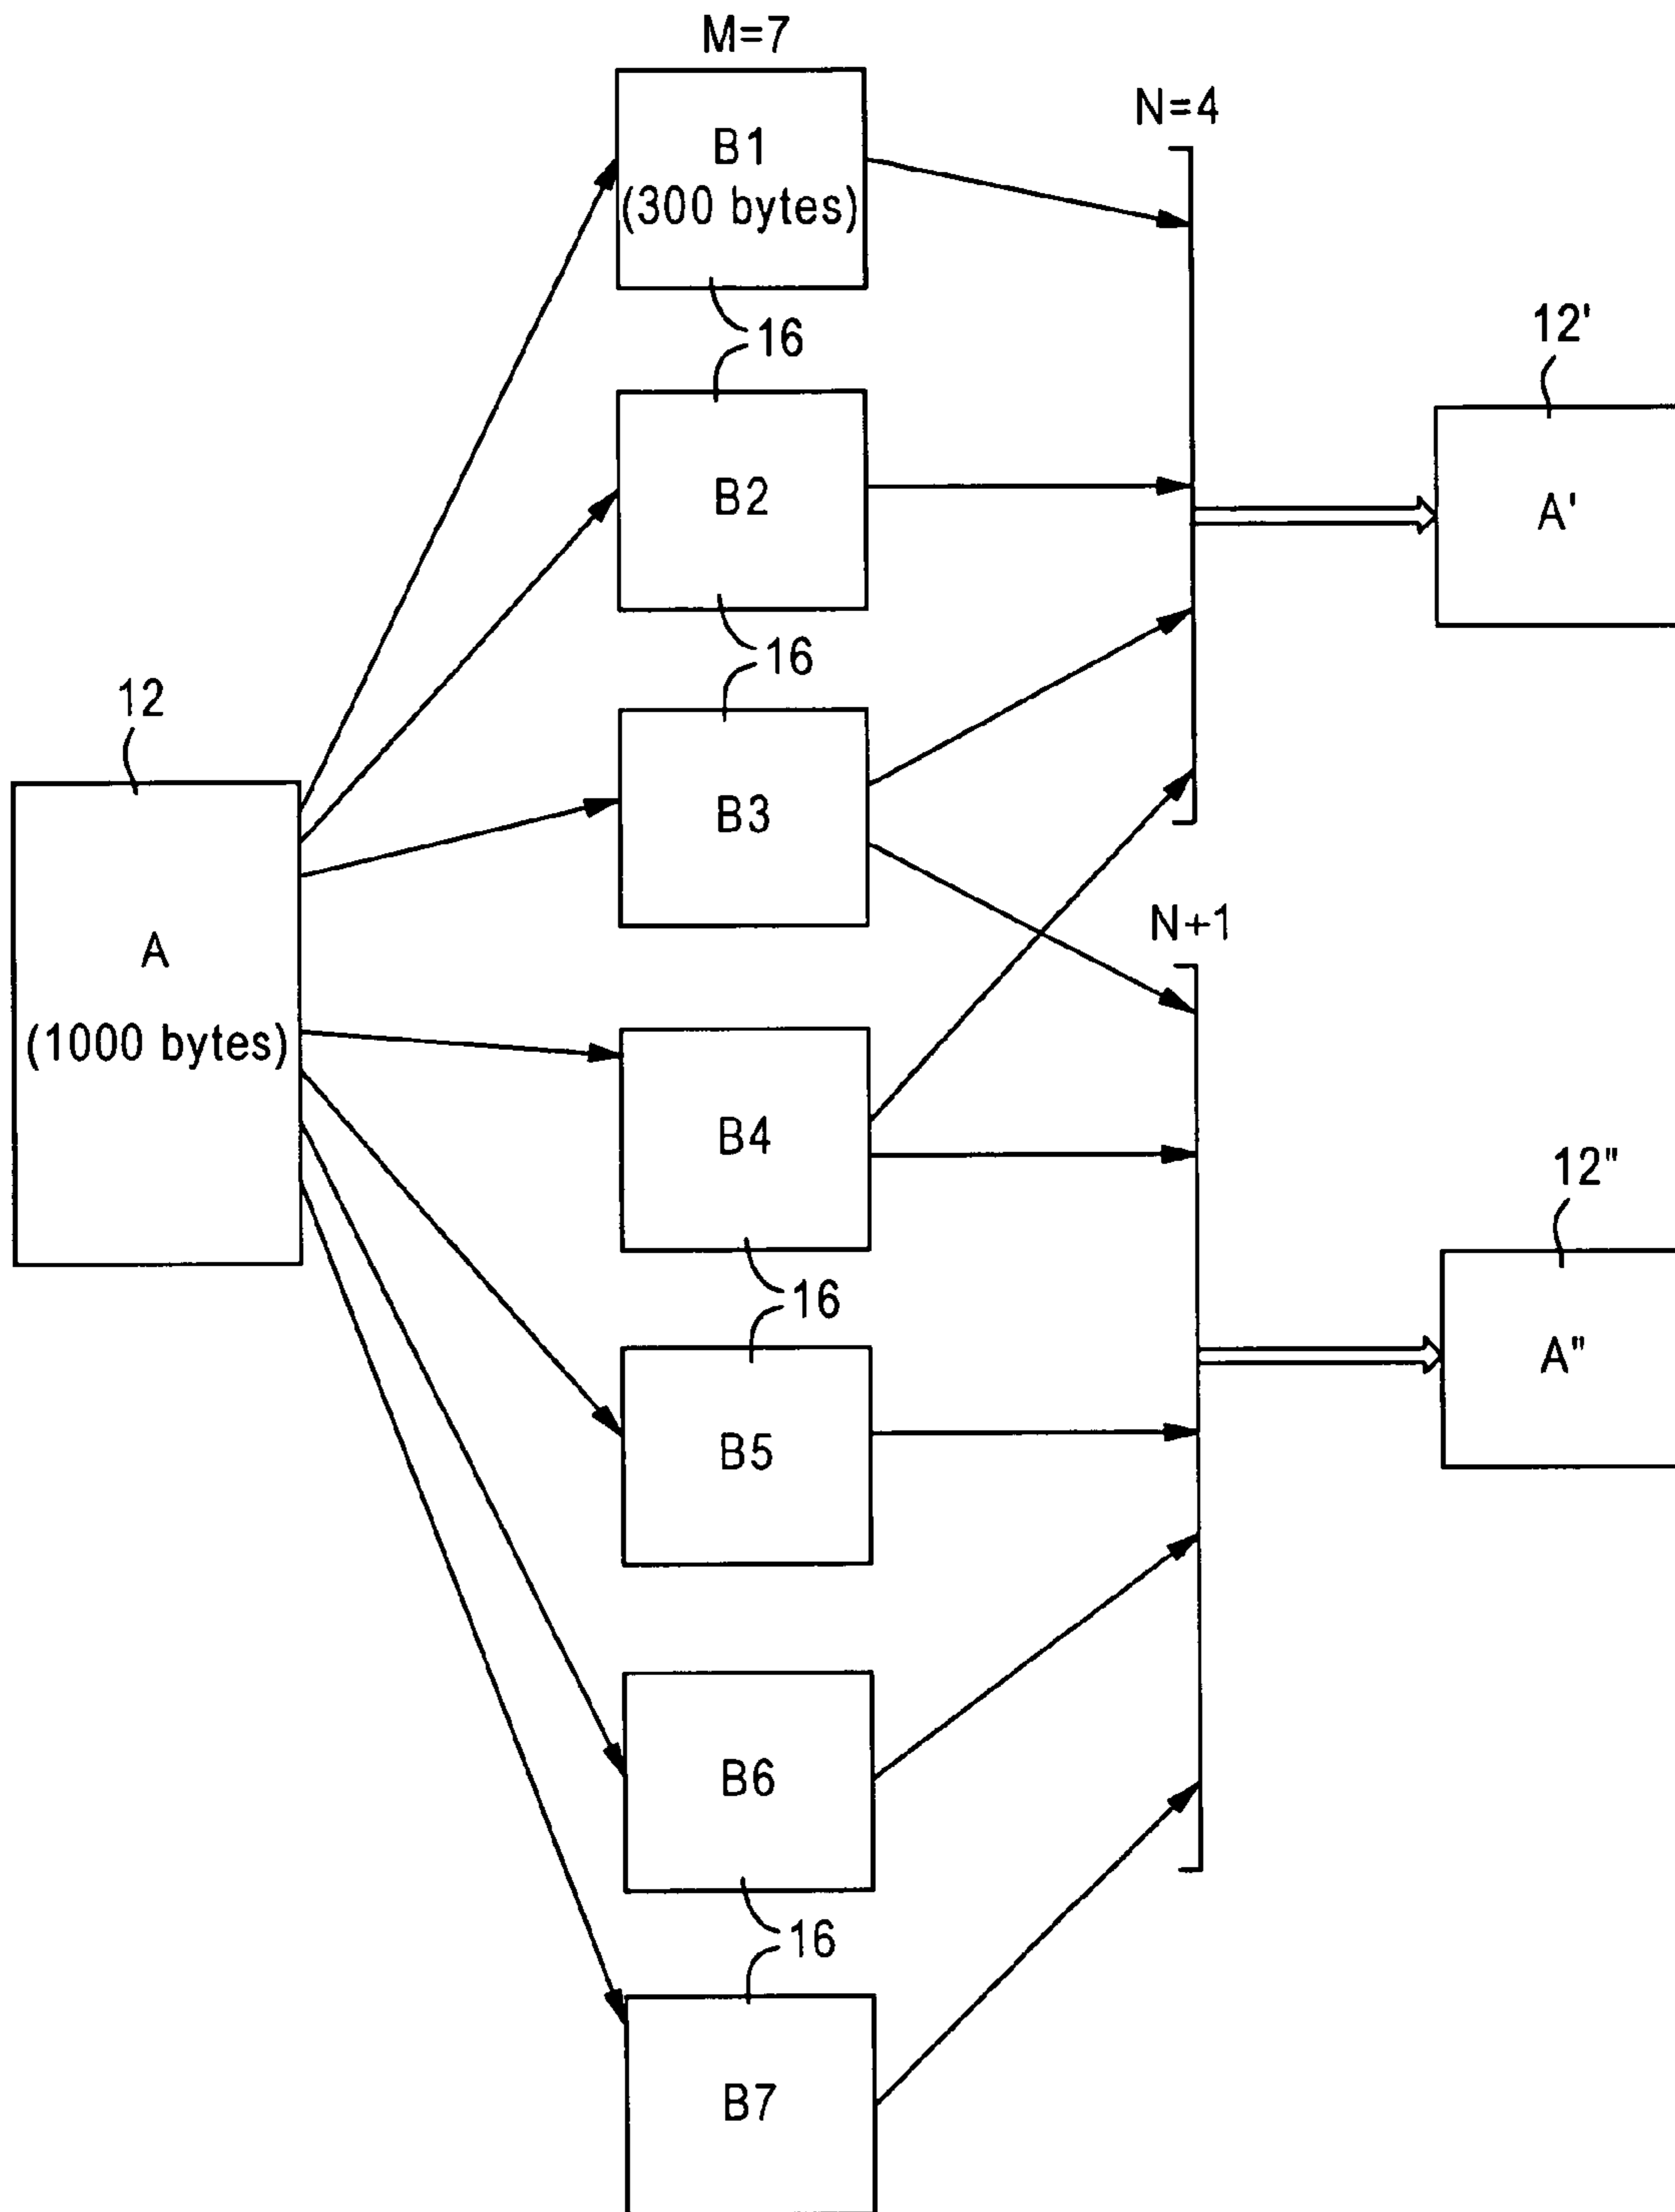 M=7
N=4
B1
(300 bytes)
16
12'
B2
A'
16
12
B3
A
(1000 bytes)
N+1
B4
12"
16
A"
B5
B6
16
B7